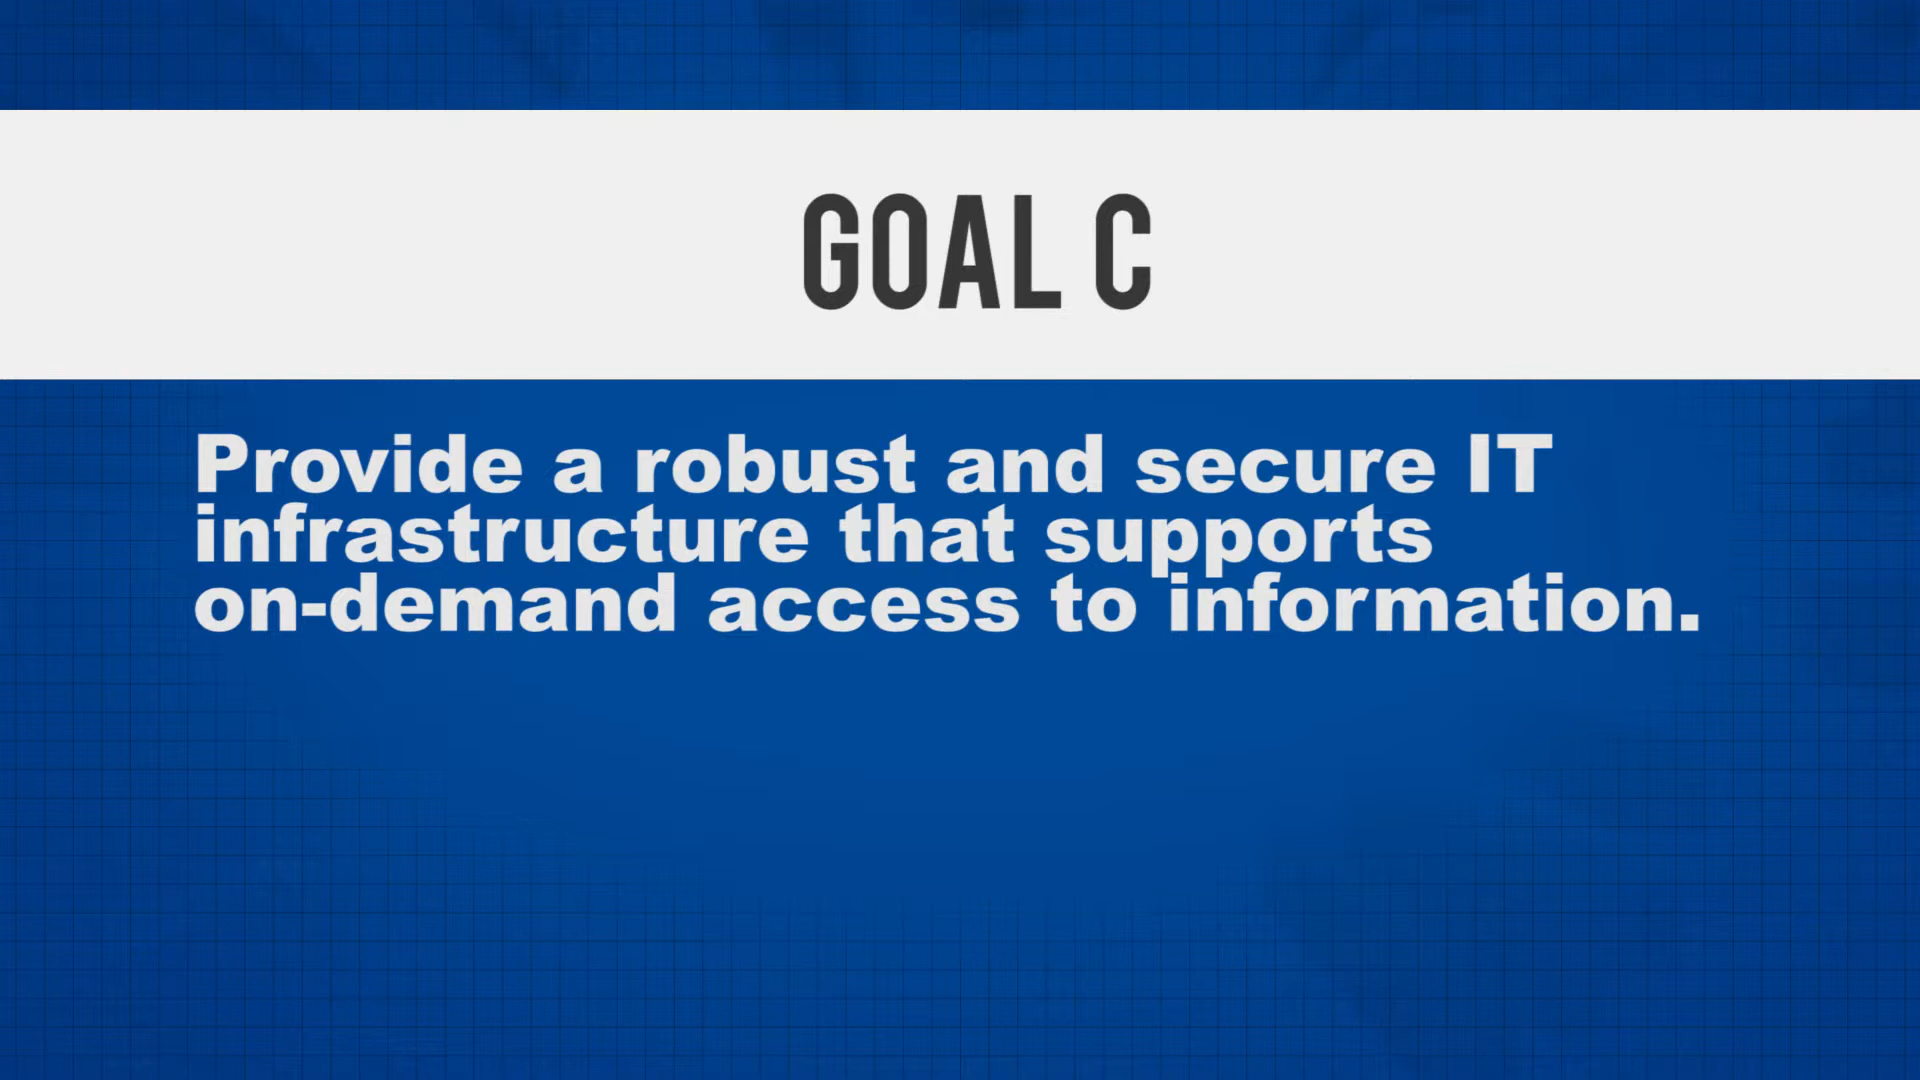 GOAL C
Provide a robust and secure IT
infrastructure that supports
on-demand access to information.